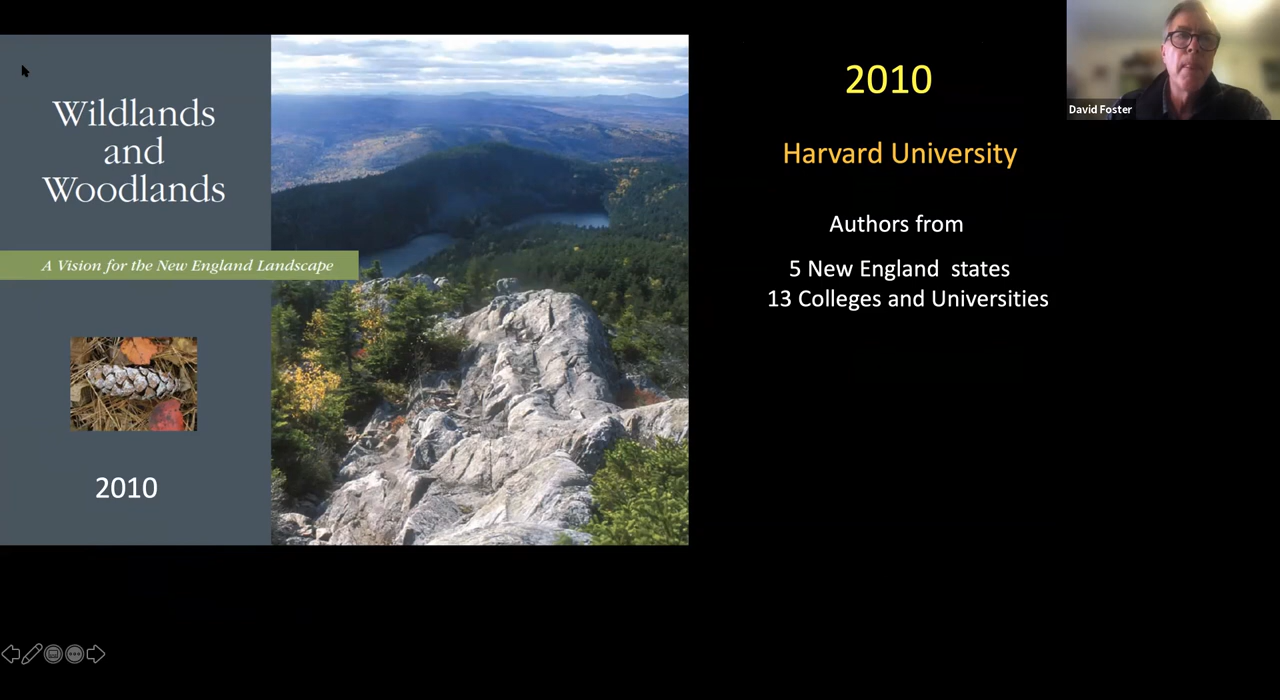 Wildlands
and
Woodlands
A Vision for the New England Landscape
2010
2010
Harvard University
Authors from
5 New England states
13 Colleges and Universities
David Foster